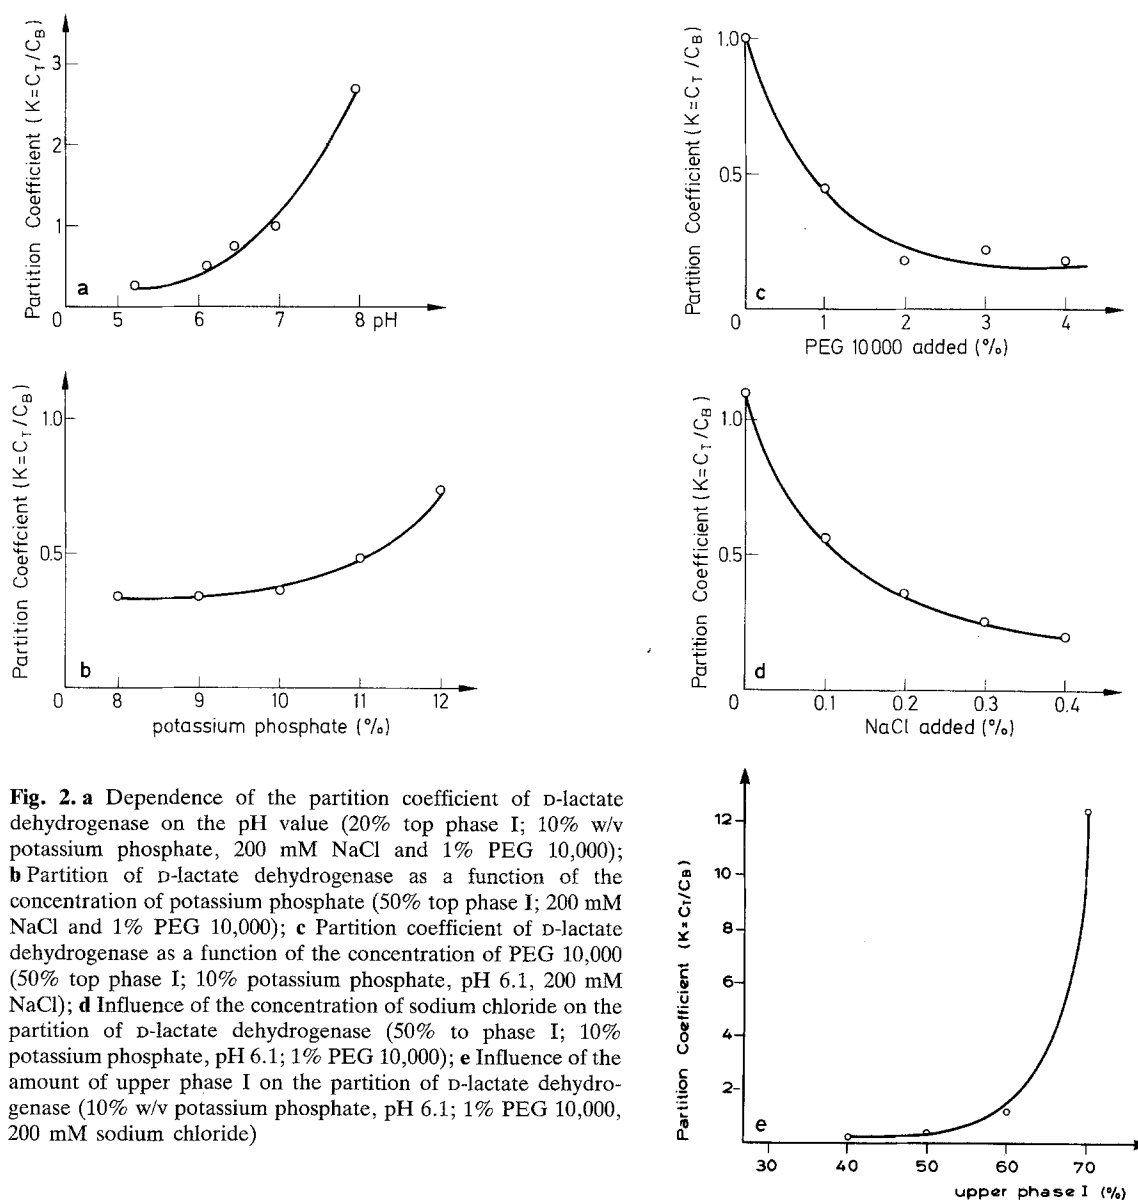 Partition Coefficient (K=C_T/C_B)
3
2
1
a
0 5 6 7 8 pH
Partition Coeffcient (K=C_T/C_B)
1.0
0.5
b
0 8 9 10 11 12
potassium phosphate (%)
Partition Coefficient (K=C_T/C_B)
1.0
0.5
c
0 1 2 3 4
PEG 10000 added (%)
Partition Coefficient (K=C_T/C_B)
1.0
0.5
d
0 0.1 0.2 0.3 0.4
NaCl added (%)
Fig. 2. a Dependence of the partition coefficient of D-lactate
dehydrogenase on the pH value (20% top phase I; 10% w/v
potassium phosphate, 200 mM NaCl and 1% PEG 10,000);
b Partition of D-lactate dehydrogenase as a function of the
concentration of potassium phosphate (50% top phase I; 200 mM
NaCl and 1% PEG 10,000); c Partition coefficient of D-lactate
dehydrogenase as a function of the concentration of PEG 10,000
(50% top phase I; 10% potassium phosphate, pH 6.1, 200 mM
NaCl); d Influence of the concentration of sodium chloride on the
partition of D-lactate dehydrogenase (50% to phase I; 10%
potassium phosphate, pH 6.1; 1% PEG 10,000); e Influence of the
amount of upper phase I on the partition of D-lactate dehydro-
genase (10% w/v potassium phosphate, pH 6.1; 1% PEG 10,000,
200 mM sodium chloride)
Partition Coefficient (K=C_T/C_B)
12
10
8
6
4
2
e
30 40 50 60 70
upper phase I (%)